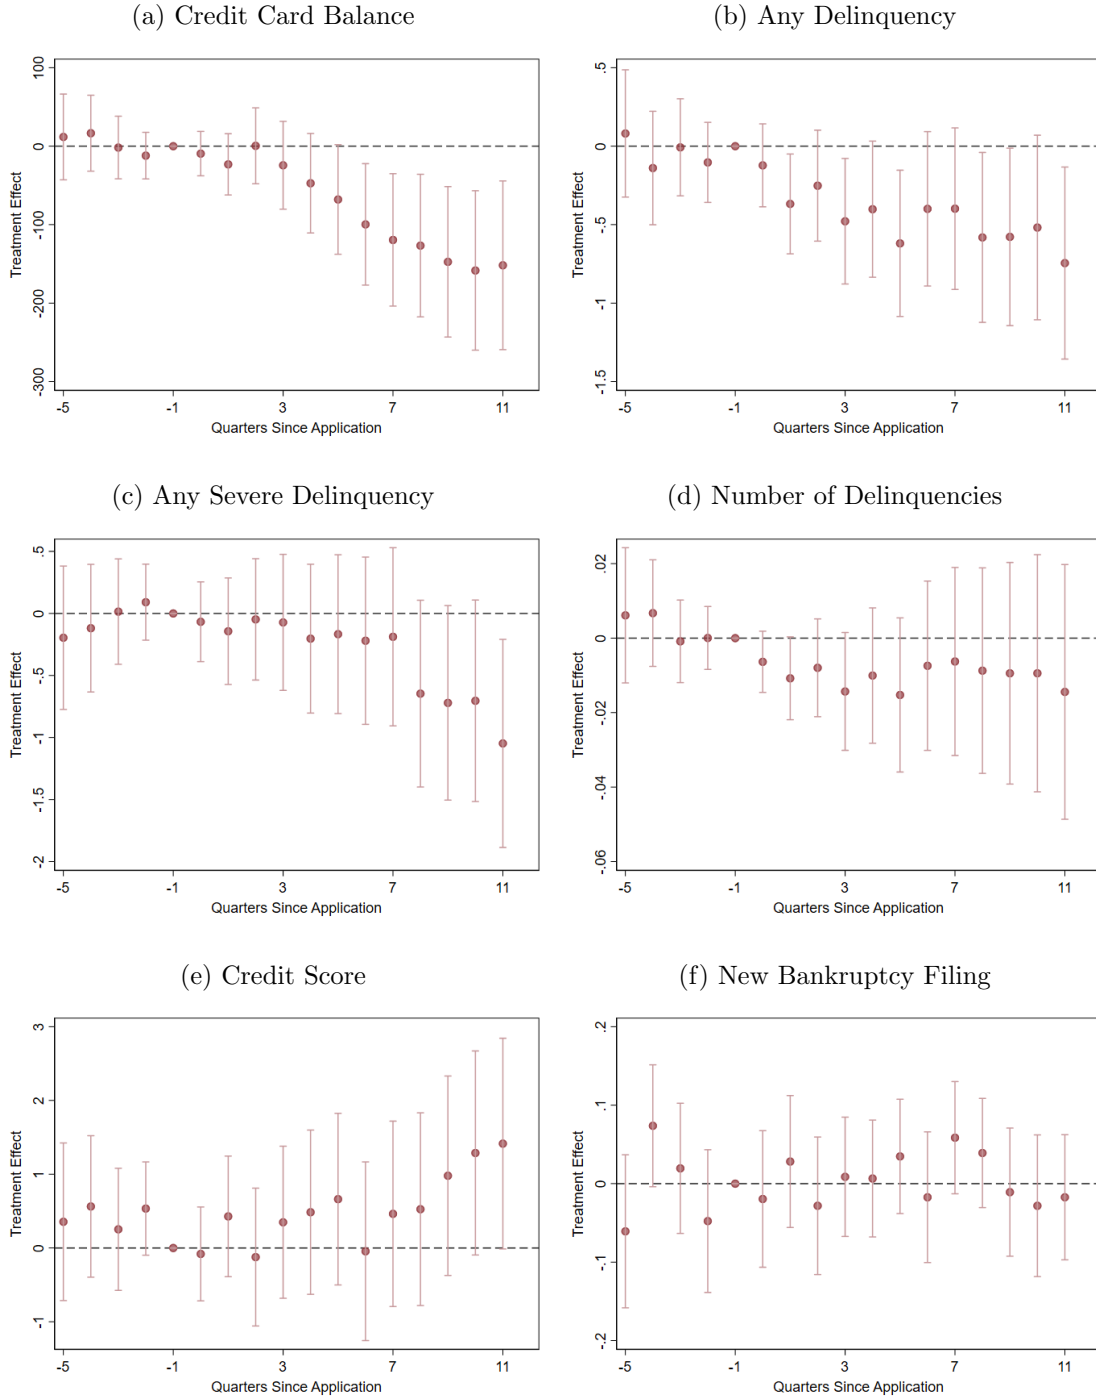 (a) Credit Card Balance
Treatment Effect
100
0
-100
-200
-300
-5 -1 3 7 11
Quarters Since Application
(b) Any Delinquency
Treatment Effect
.5
0
-.5
-1
-1.5
-5 -1 3 7 11
Quarters Since Application
(c) Any Severe Delinquency
Treatment Effect
.5
0
-.5
-1
-1.5
-2
-5 -1 3 7 11
Quarters Since Application
(d) Number of Delinquencies
Treatment Effect
.02
0
-.02
-.04
-.06
-5 -1 3 7 11
Quarters Since Application
(e) Credit Score
Treatment Effect
3
2
1
0
-1
-5 -1 3 7 11
Quarters Since Application
(f) New Bankruptcy Filing
Treatment Effect
.2
.1
0
-.1
-.2
-5 -1 3 7 11
Quarters Since Application